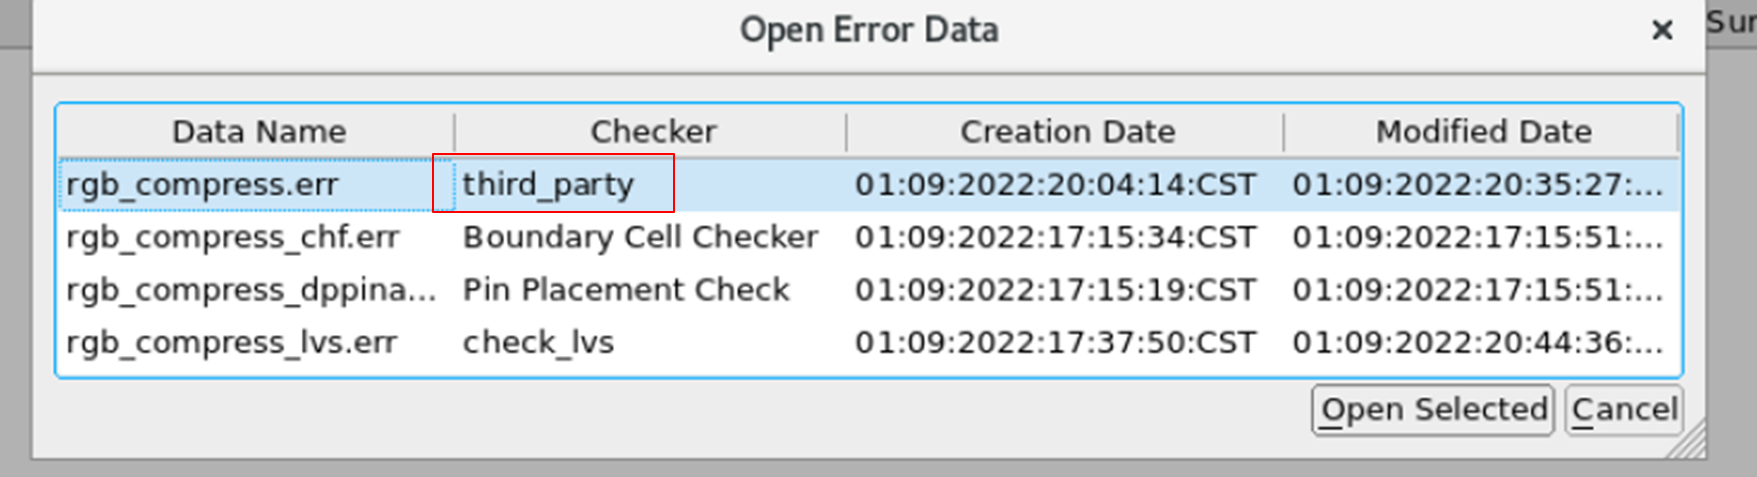 Open Error Data
Sur
Data Name Checker Creation Date Modified Date
rgb_compress.err third_party 01:09:2022:20:04:14:CST 01:09:2022:20:35:27:...
rgb_compress_chf.err Boundary Cell Checker 01:09:2022:17:15:34:CST 01:09:2022:17:15:51:...
rgb_compress_dppina... Pin Placement Check 01:09:2022:17:15:19:CST 01:09:2022:17:15:51:...
rgb_compress_lvs.err check_lvs 01:09:2022:17:37:50:CST 01:09:2022:20:44:36:...
Open Selected Cancel